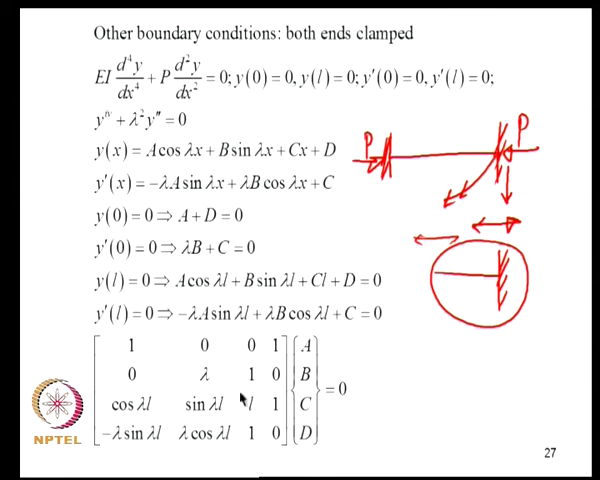 Other boundary conditions: both ends clamped
EI d⁴y/dx⁴ + P d²y/dx² = 0; y(0) = 0, y(l) = 0; y′(0) = 0, y′(l) = 0;
yⁱᵛ + λ²y″ = 0
y(x) = A cos λx + B sin λx + Cx + D
y′(x) = −λA sin λx + λB cos λx + C
y(0) = 0 ⇒ A + D = 0
y′(0) = 0 ⇒ λB + C = 0
y(l) = 0 ⇒ A cos λl + B sin λl + Cl + D = 0
y′(l) = 0 ⇒ −λA sin λl + λB cos λl + C = 0
P P
1 0 0 1 A
0 λ 1 0 B
cos λl sin λl l 1 C = 0
−λ sin λl λ cos λl 1 0 D
NPTEL
27